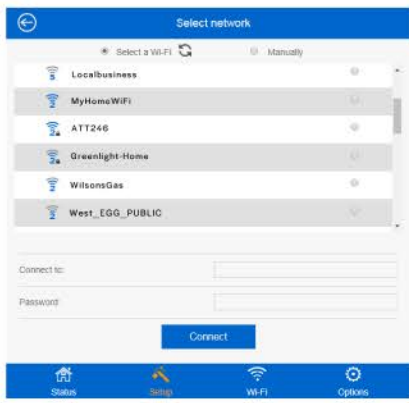 Select network
Select a Wi-Fi Manually
Localbusiness
MyHomeWiFi
ATT246
Greenlight-Home
WilsonsGas
West_EGG_PUBLIC
Connect to:
Password
Connect
Status Setup Wi-Fi Options